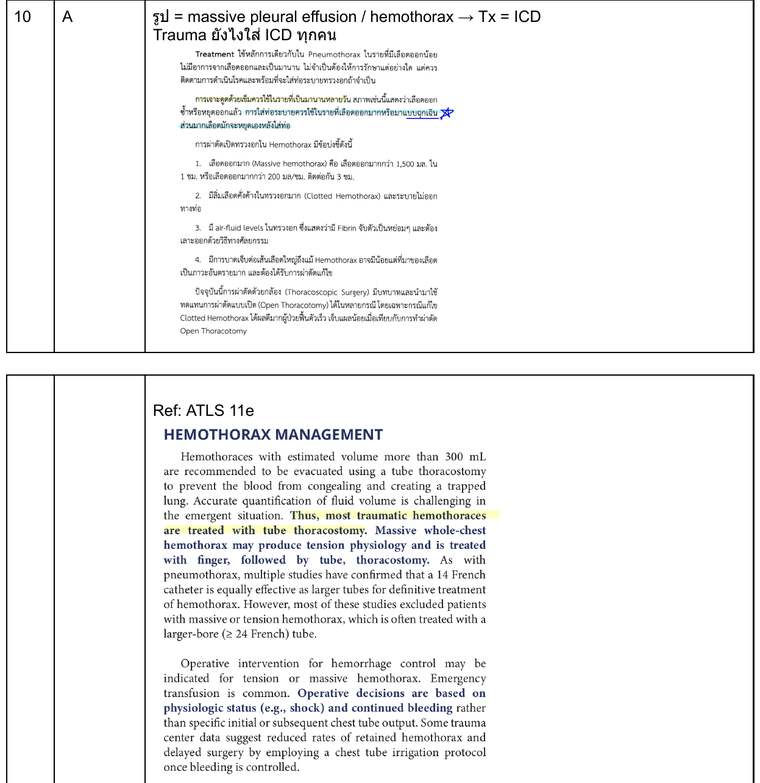 10
A
รูป = massive pleural effusion / hemothorax → Tx = ICD
Trauma ยังไงใส่ ICD ทุกคน
Treatment ใช้หลักการเดียวกับใน Pneumothorax ในรายที่มีเลือดออกน้อย
ไม่มีอาการจากเลือดออกและเป็นมานาน ไม่จำเป็นต้องให้การรักษาแต่อย่างใด แต่ควร
ติดตามการดำเนินโรคและพร้อมที่จะใส่ท่อระบายทรวงอกถ้าจำเป็น
การเจาะดูดด้วยเข็มควรใช้ในรายที่เป็นมานานหลายวัน สภาพเช่นนี้แสดงว่าเลือดออก
ช้าหรือหยุดออกแล้ว การใส่ท่อระบายควรใช้ในรายที่เลือดออกมากหรือมาแบบฉุกเฉิน
ส่วนมากเลือดมักจะหยุดเองหลังใส่ท่อ
การผ่าตัดเปิดทรวงอกใน Hemothorax มีข้อบ่งชี้ดังนี้
1. เลือดออกมาก (Massive hemothorax) คือ เลือดออกมากกว่า 1,500 มล. ใน
1 ชม. หรือเลือดออกมากกว่า 200 มล/ชม. ติดต่อกัน 3 ชม.
2. มีลิ่มเลือดคั่งค้างในทรวงอกมาก (Clotted Hemothorax) และระบายไม่ออก
ทางท่อ
3. มี air-fluid levels ในทรวงอก ซึ่งแสดงว่ามี Fibrin จับตัวเป็นหย่อมๆ และต้อง
เลาะออกด้วยวิธีทางศัลยกรรม
4. มีการบาดเจ็บต่อเส้นเลือดใหญ่ถึงแม้ Hemothorax อาจมีน้อยแต่ที่มาของเลือด
เป็นภาวะอันตรายมาก และต้องได้รับการผ่าตัดแก้ไข
ปัจจุบันนี้การผ่าตัดด้วยกล้อง (Thoracoscopic Surgery) มีบทบาทและนำมาใช้
ทดแทนการผ่าตัดแบบเปิด (Open Thoracotomy) ได้ในหลายกรณี โดยเฉพาะกรณีแก้ไข
Clotted Hemothorax ได้ผลดีมากผู้ป่วยฟื้นตัวเร็ว เจ็บแผลน้อยเมื่อเทียบกับการทำผ่าตัด
Open Thoracotomy
Ref: ATLS 11e
HEMOTHORAX MANAGEMENT
Hemothoraces with estimated volume more than 300 mL
are recommended to be evacuated using a tube thoracostomy
to prevent the blood from congealing and creating a trapped
lung. Accurate quantification of fluid volume is challenging in
the emergent situation. Thus, most traumatic hemothoraces
are treated with tube thoracostomy. Massive whole-chest
hemothorax may produce tension physiology and is treated
with finger, followed by tube, thoracostomy. As with
pneumothorax, multiple studies have confirmed that a 14 French
catheter is equally effective as larger tubes for definitive treatment
of hemothorax. However, most of these studies excluded patients
with massive or tension hemothorax, which is often treated with a
larger-bore (≥ 24 French) tube.
Operative intervention for hemorrhage control may be
indicated for tension or massive hemothorax. Emergency
transfusion is common. Operative decisions are based on
physiologic status (e.g., shock) and continued bleeding rather
than specific initial or subsequent chest tube output. Some trauma
center data suggest reduced rates of retained hemothorax and
delayed surgery by employing a chest tube irrigation protocol
once bleeding is controlled.